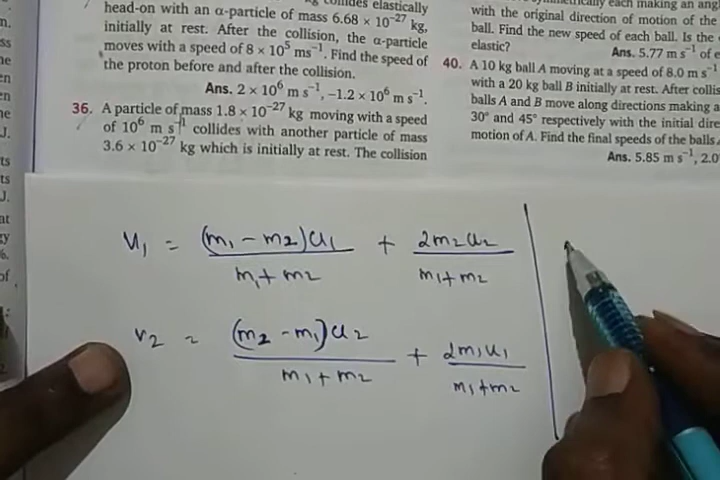 collides elastically
head-on with an α-particle of mass 6.68 × 10⁻²⁷ kg,
initially at rest. After the collision, the α-particle
moves with a speed of 8 × 10⁵ ms⁻¹. Find the speed of
the proton before and after the collision.
Ans. 2 × 10⁶ m s⁻¹, −1.2 × 10⁶ m s⁻¹.
36. A particle of mass 1.8 × 10⁻²⁷ kg moving with a speed
of 10⁶ m s⁻¹ collides with another particle of mass
3.6 × 10⁻²⁷ kg which is initially at rest. The collision
each making an
with the original direction of motion of the
ball. Find the new speed of each ball. Is the
elastic? Ans. 5.77 m s⁻¹ of
40. A 10 kg ball A moving at a speed of 8.0 m s⁻¹
with a 20 kg ball B initially at rest. After
balls A and B move along directions making
30° and 45° respectively with the initial
motion of A. Find the final speeds of the balls
Ans. 5.85 m s⁻¹, 2.0
v₁ = (m₁ − m₂)u₁ / m₁ + m₂ + 2m₂u₂ / m₁ + m₂
v₂ = (m₂ − m₁)u₂ / m₁ + m₂ + 2m₁u₁ / m₁ + m₂